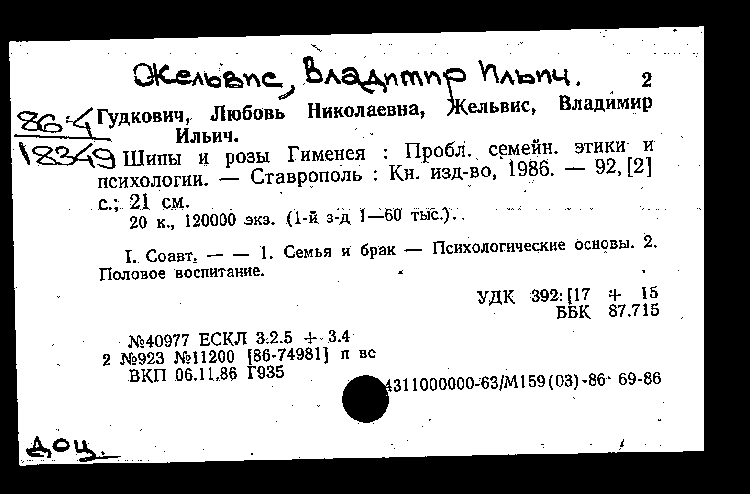 Жельвис, Владимир Ильич. 2
86-4
18349
Гудкович, Любовь Николаевна, Жельвис, Владимир
Ильич.
Шипы и розы Гименея : Пробл. семейн. этики и
психологии. — Ставрополь : Кн. изд-во, 1986. — 92, [2]
с.; 21 см.
20 к., 120000 экз. (1-й з-д 1—60 тыс.).
I. Соавт. — — 1. Семья и брак — Психологические основы. 2.
Половое воспитание.
УДК 392:[17 + 15
ББК 87.715
№40977 ЕСКЛ 3.2.5 + 3.4
2 №923 №11200 [86-74981] п вс
ВКП 06.11.86 Г935
4311000000-63/М159(03)-86 69-86
Доц.